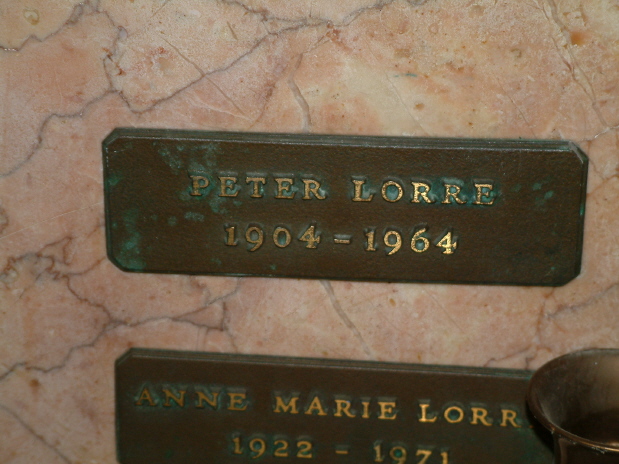 PETER LORRE
1904 - 1964
ANNE MARIE LORR
1922 - 1971